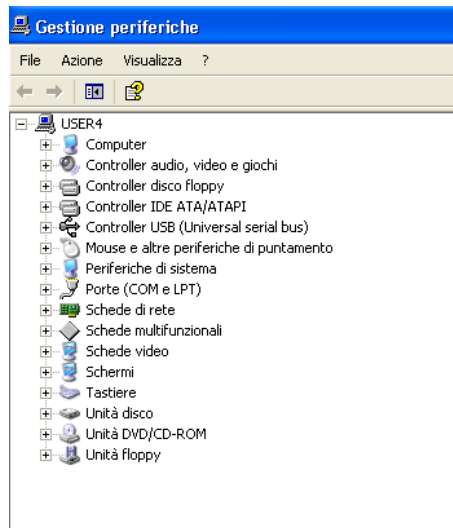 Gestione periferiche
File Azione Visualizza ?
USER4
Computer
Controller audio, video e giochi
Controller disco floppy
Controller IDE ATA/ATAPI
Controller USB (Universal serial bus)
Mouse e altre periferiche di puntamento
Periferiche di sistema
Porte (COM e LPT)
Schede di rete
Schede multifunzionali
Schede video
Schermi
Tastiere
Unità disco
Unità DVD/CD-ROM
Unità floppy